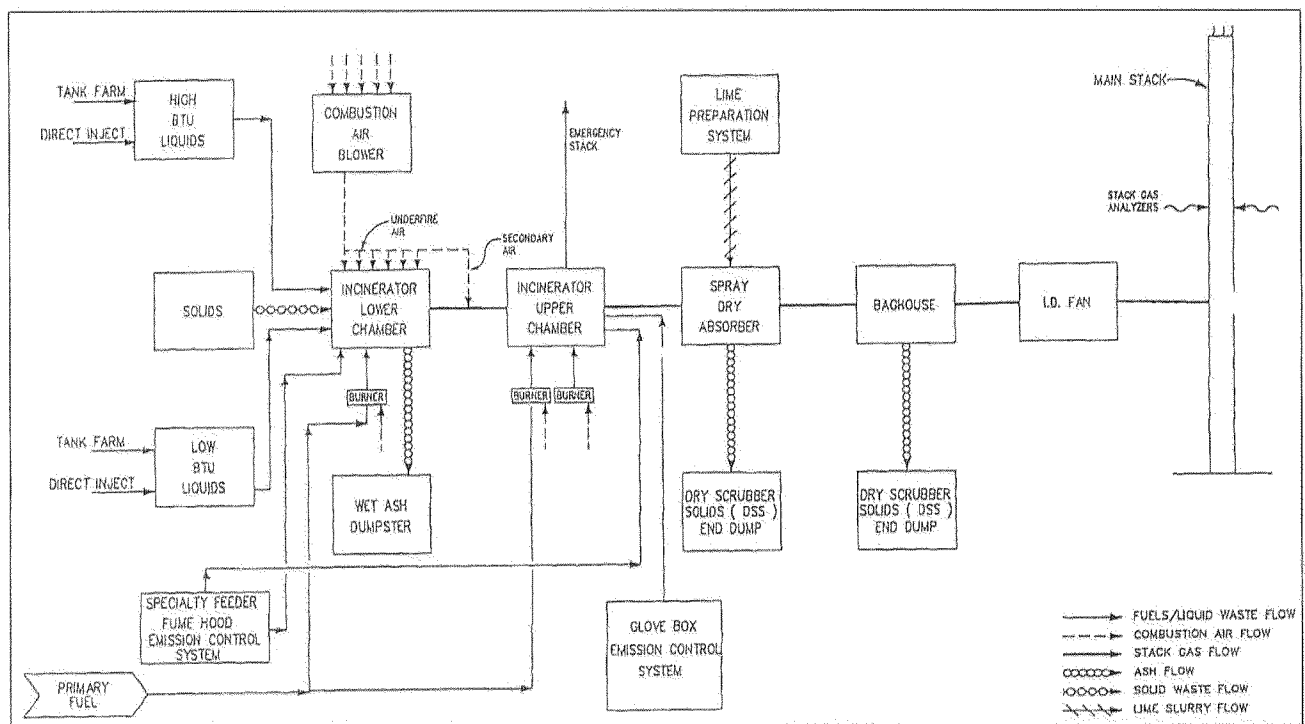 TANK FARM
DIRECT INJECT
HIGH
BTU
LIQUIDS
COMBUSTION
AIR
BLOWER
EMERGENCY
STACK
LIME
PREPARATION
SYSTEM
MAIN STACK
STACK GAS
ANALYZERS
UNDERFIRE
AIR
SECONDARY
AIR
SOLIDS
INCINERATOR
LOWER
CHAMBER
INCINERATOR
UPPER
CHAMBER
SPRAY
DRY
ABSORBER
BAGHOUSE
I.D. FAN
BURNER
BURNER
BURNER
TANK FARM
DIRECT INJECT
LOW
BTU
LIQUIDS
WET ASH
DUMPSTER
DRY SCRUBBER
SOLIDS ( DSS )
END DUMP
DRY SCRUBBER
SOLIDS ( DSS )
END DUMP
SPECIALTY FEEDER
FUME HOOD
EMISSION CONTROL
SYSTEM
GLOVE BOX
EMISSION CONTROL
SYSTEM
PRIMARY
FUEL
FUELS/LIQUID WASTE FLOW
COMBUSTION AIR FLOW
STACK GAS FLOW
ASH FLOW
SOLID WASTE FLOW
LIME SLURRY FLOW